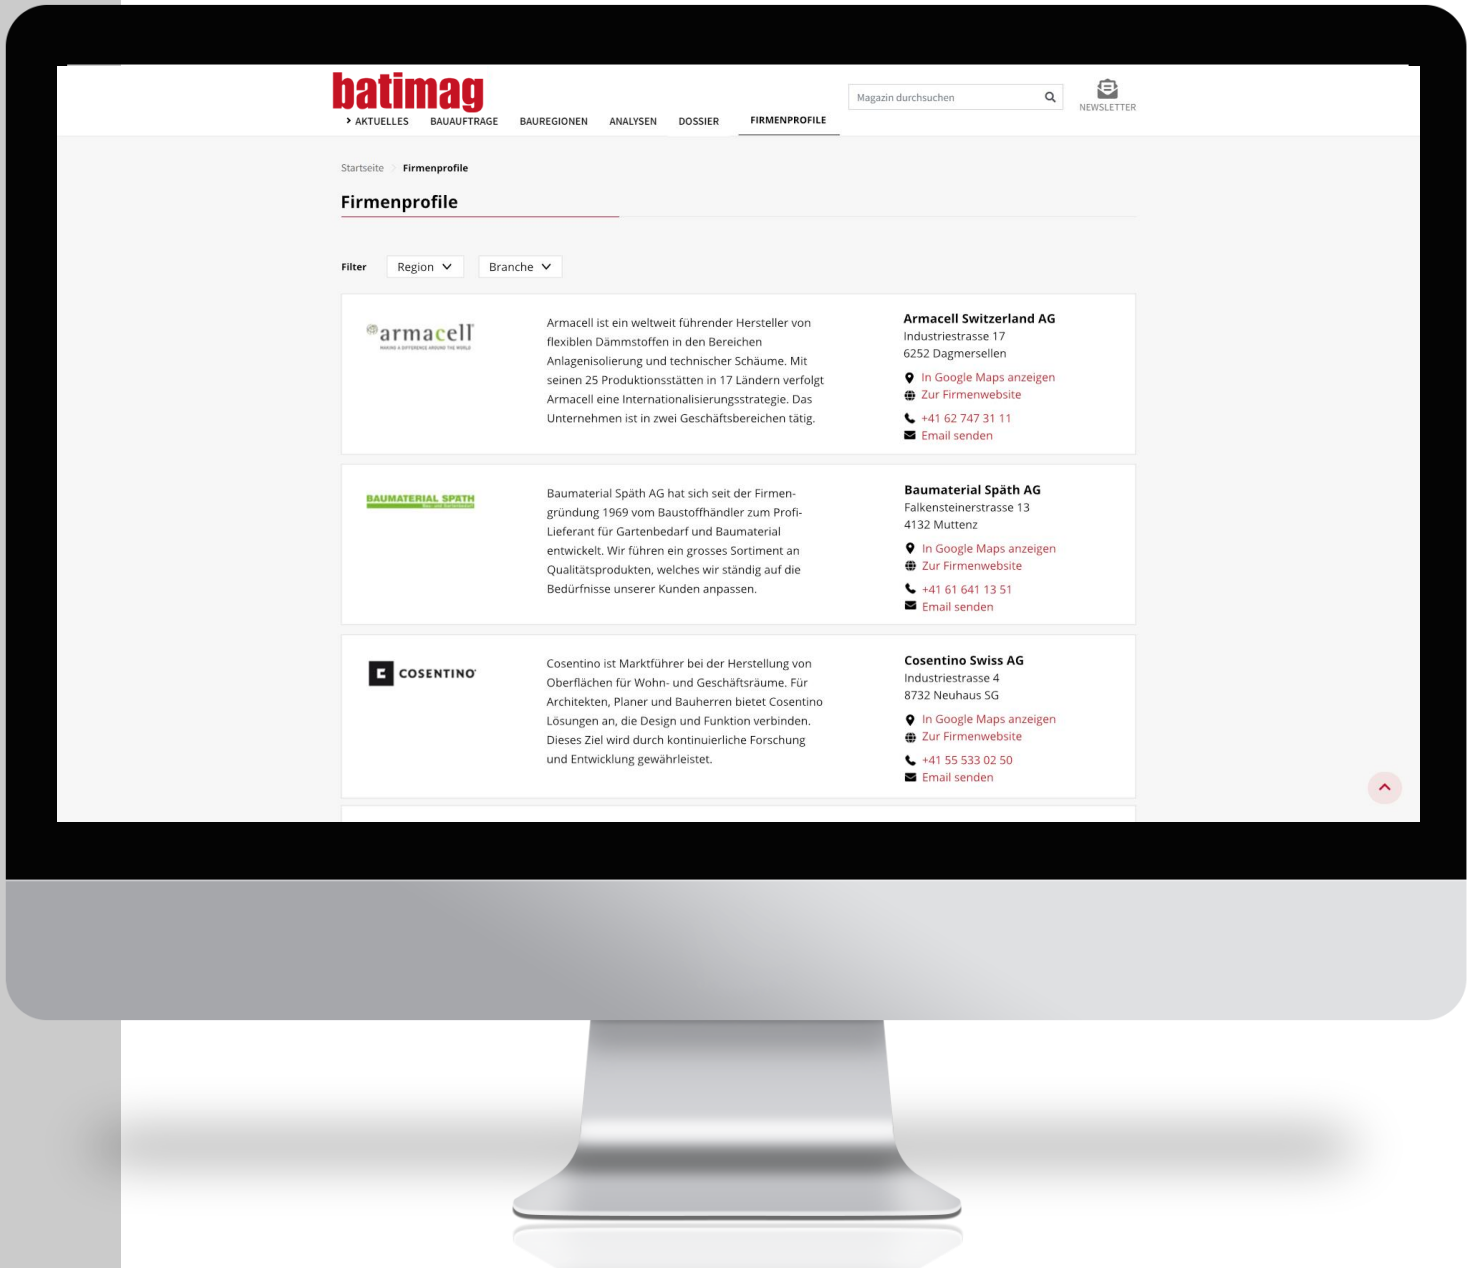 batimag
Magazin durchsuchen
NEWSLETTER
AKTUELLES BAUAUFTRAGE BAUREGIONEN ANALYSEN DOSSIER FIRMENPROFILE
Startseite Firmenprofile
Firmenprofile
Filter Region Branche
armacell
MAKING A DIFFERENCE AROUND THE WORLD
Armacell ist ein weltweit führender Hersteller von
flexiblen Dämmstoffen in den Bereichen
Anlagenisolierung und technischer Schäume. Mit
seinen 25 Produktionsstätten in 17 Ländern verfolgt
Armacell eine Internationalisierungsstrategie. Das
Unternehmen ist in zwei Geschäftsbereichen tätig.
Armacell Switzerland AG
Industriestrasse 17
6252 Dagmersellen
In Google Maps anzeigen
Zur Firmenwebsite
+41 62 747 31 11
Email senden
BAUMATERIAL SPÄTH
Baumaterial Späth AG hat sich seit der Firmen-
gründung 1969 vom Baustoffhändler zum Profi-
Lieferant für Gartenbedarf und Baumaterial
entwickelt. Wir führen ein grosses Sortiment an
Qualitätsprodukten, welches wir ständig auf die
Bedürfnisse unserer Kunden anpassen.
Baumaterial Späth AG
Falkensteinerstrasse 13
4132 Muttenz
In Google Maps anzeigen
Zur Firmenwebsite
+41 61 641 13 51
Email senden
COSENTINO
Cosentino ist Marktführer bei der Herstellung von
Oberflächen für Wohn- und Geschäftsräume. Für
Architekten, Planer und Bauherren bietet Cosentino
Lösungen an, die Design und Funktion verbinden.
Dieses Ziel wird durch kontinuierliche Forschung
und Entwicklung gewährleistet.
Cosentino Swiss AG
Industriestrasse 4
8732 Neuhaus SG
In Google Maps anzeigen
Zur Firmenwebsite
+41 55 533 02 50
Email senden